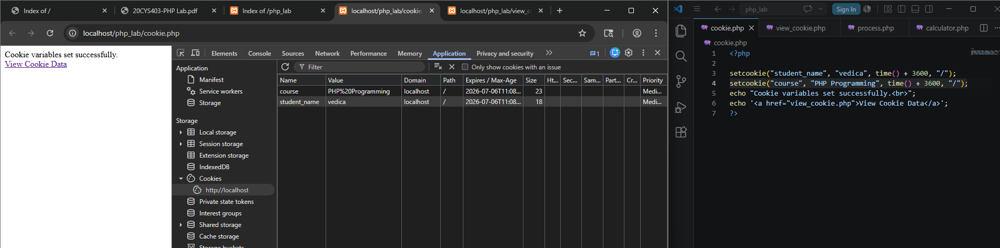 Index of /
20CYS403-PHP Lab.pdf
Index of /php_lab
localhost/php_lab/cookie.
localhost/php_lab/view_c
localhost/php_lab/cookie.php
Cookie variables set successfully.
View Cookie Data
Elements Console Sources Network Performance Memory Application Privacy and security 1
Application
Manifest
Service workers
Storage
Storage
Local storage
Session storage
Extension storage
IndexedDB
Cookies
http://localhost
Private state tokens
Interest groups
Shared storage
Cache storage
Storage buckets
Filter Only show cookies with an issue
Name Value Domain Path Expires / Max-Age Size Ht... Sec... Sam... Part... Cr... Priority
course PHP%20Programming localhost / 2026-07-06T11:08... 23 Medi...
student_name vedica localhost / 2026-07-06T11:08... 18 Medi...
php_lab Sign In
cookie.php view_cookie.php process.php calculator.php
cookie.php
1 <?php
2
3 setcookie("student_name", "vedica", time() + 3600, "/");
4 setcookie("course", "PHP Programming", time() + 3600, "/");
5 echo "Cookie variables set successfully.<br>";
6 echo '<a href="view_cookie.php">View Cookie Data</a>';
7 ?>